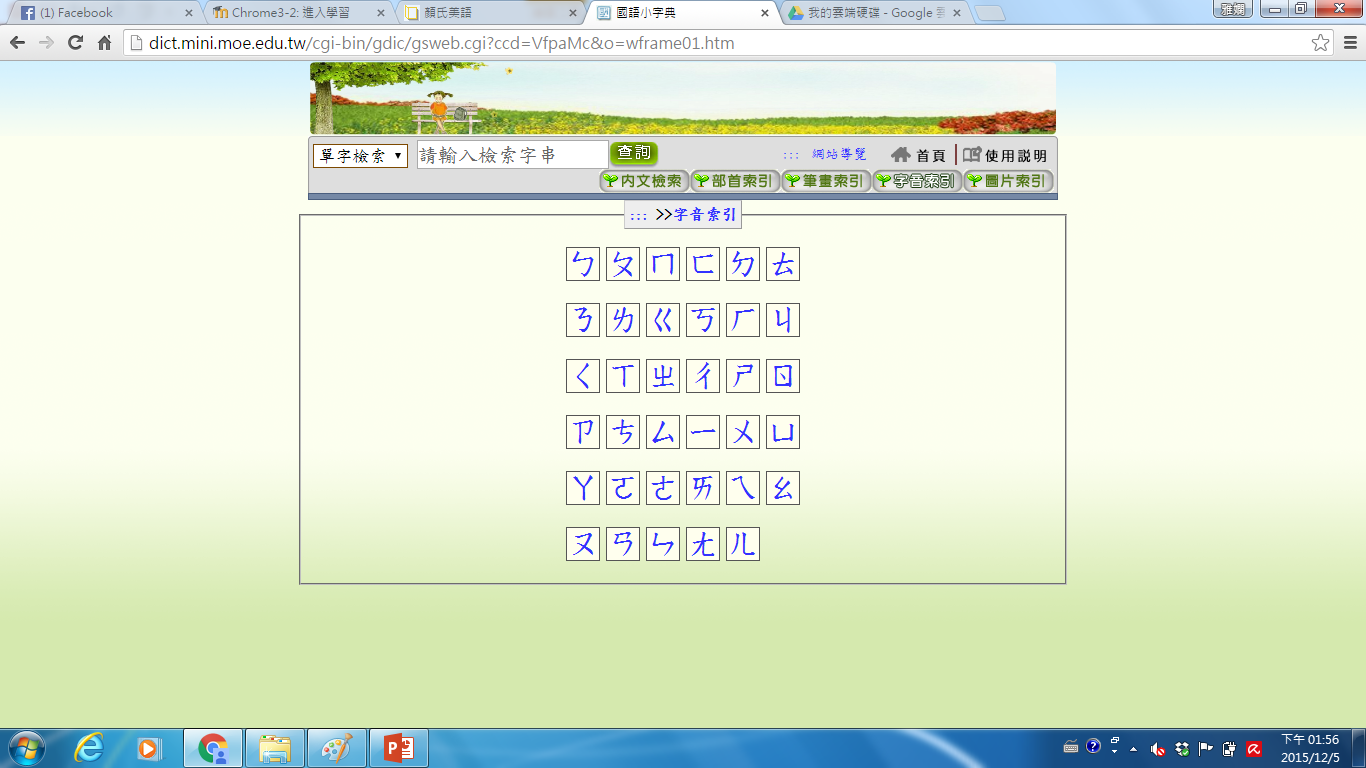 (1) Facebook
Chrome3-2: 進入學習
顏氏美語
國語小字典
我的雲端硬碟 - Google 雲
雅嫺
dict.mini.moe.edu.tw/cgi-bin/gdic/gsweb.cgi?ccd=VfpaMc&o=wframe01.htm
單字檢索 請輸入檢索字串 查詢 ::: 網站導覽 首頁 使用說明
內文檢索 部首索引 筆畫索引 字音索引 圖片索引
::: >>字音索引
ㄅ ㄆ ㄇ ㄈ ㄉ ㄊ
ㄋ ㄌ ㄍ ㄎ ㄏ ㄐ
ㄑ ㄒ ㄓ ㄔ ㄕ ㄖ
ㄗ ㄘ ㄙ ㄧ ㄨ ㄩ
ㄚ ㄛ ㄜ ㄞ ㄟ ㄠ
ㄡ ㄢ ㄣ ㄤ ㄦ
下午 01:56
2015/12/5